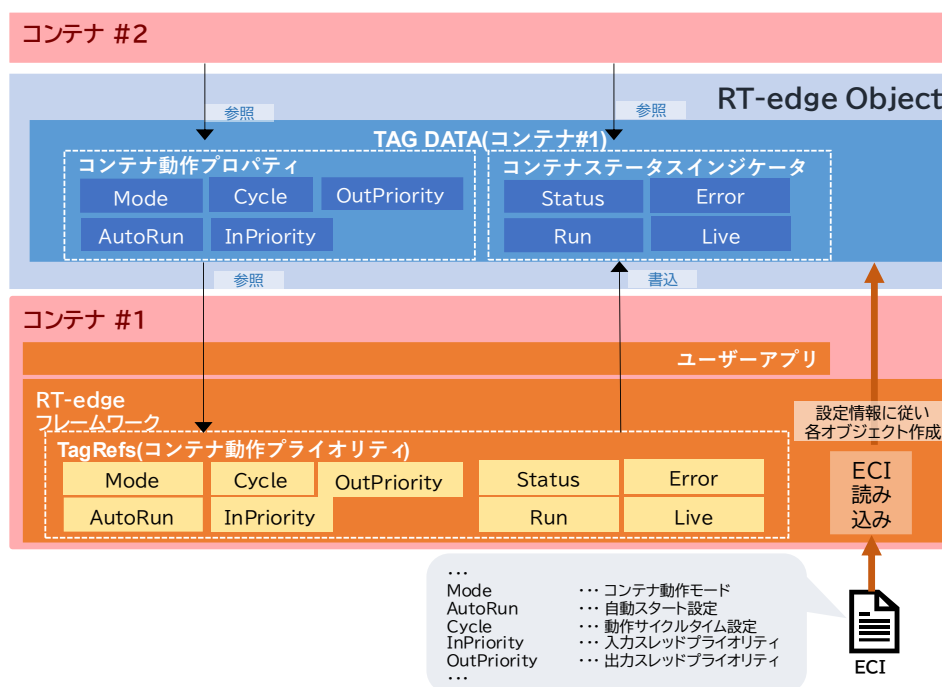 コンテナ #2
参照
参照
RT-edge Object
TAG DATA(コンテナ#1)
コンテナ動作プロパティ
コンテナステータスインジケータ
Mode
Cycle
OutPriority
AutoRun
InPriority
Status
Error
Run
Live
参照
書込
コンテナ #1
ユーザーアプリ
RT-edge
フレームワーク
TagRefs(コンテナ動作プライオリティ)
Mode
Cycle
OutPriority
AutoRun
InPriority
Status
Error
Run
Live
設定情報に従い
各オブジェクト作成
ECI
読み
込み
・・・
Mode ・・・ コンテナ動作モード
AutoRun ・・・ 自動スタート設定
Cycle ・・・ 動作サイクルタイム設定
InPriority ・・・ 入力スレッドプライオリティ
OutPriority ・・・ 出力スレッドプライオリティ
・・・
ECI